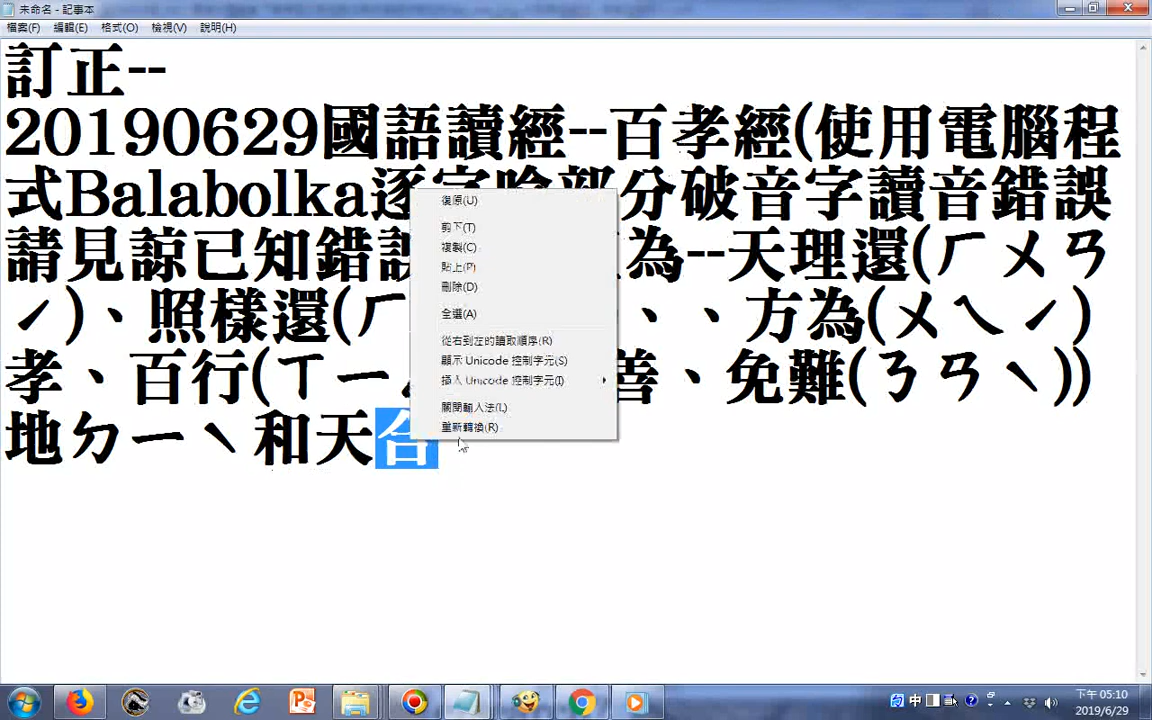 未命名 - 記事本
檔案(F) 編輯(E) 格式(O) 檢視(V) 說明(H)
訂正--
20190629國語讀經--百孝經(使用電腦程
式Balabolka逐字唸部分破音字讀音錯誤
請見諒已知錯誤 為--天理還(ㄏㄨㄢ
ˊ)、照樣還(ㄏ 、、方為(ㄨㄟˊ)
孝、百行(ㄒㄧ 善、免難(ㄋㄢˋ))
地ㄉㄧˋ和天台
復原(U)
剪下(T)
複製(C)
貼上(P)
刪除(D)
全選(A)
從右到左的讀取順序(R)
顯示 Unicode 控制字元(S)
插入 Unicode 控制字元(I)
關閉輸入法(L)
重新轉換(R)
中
下午 05:10
2019/6/29